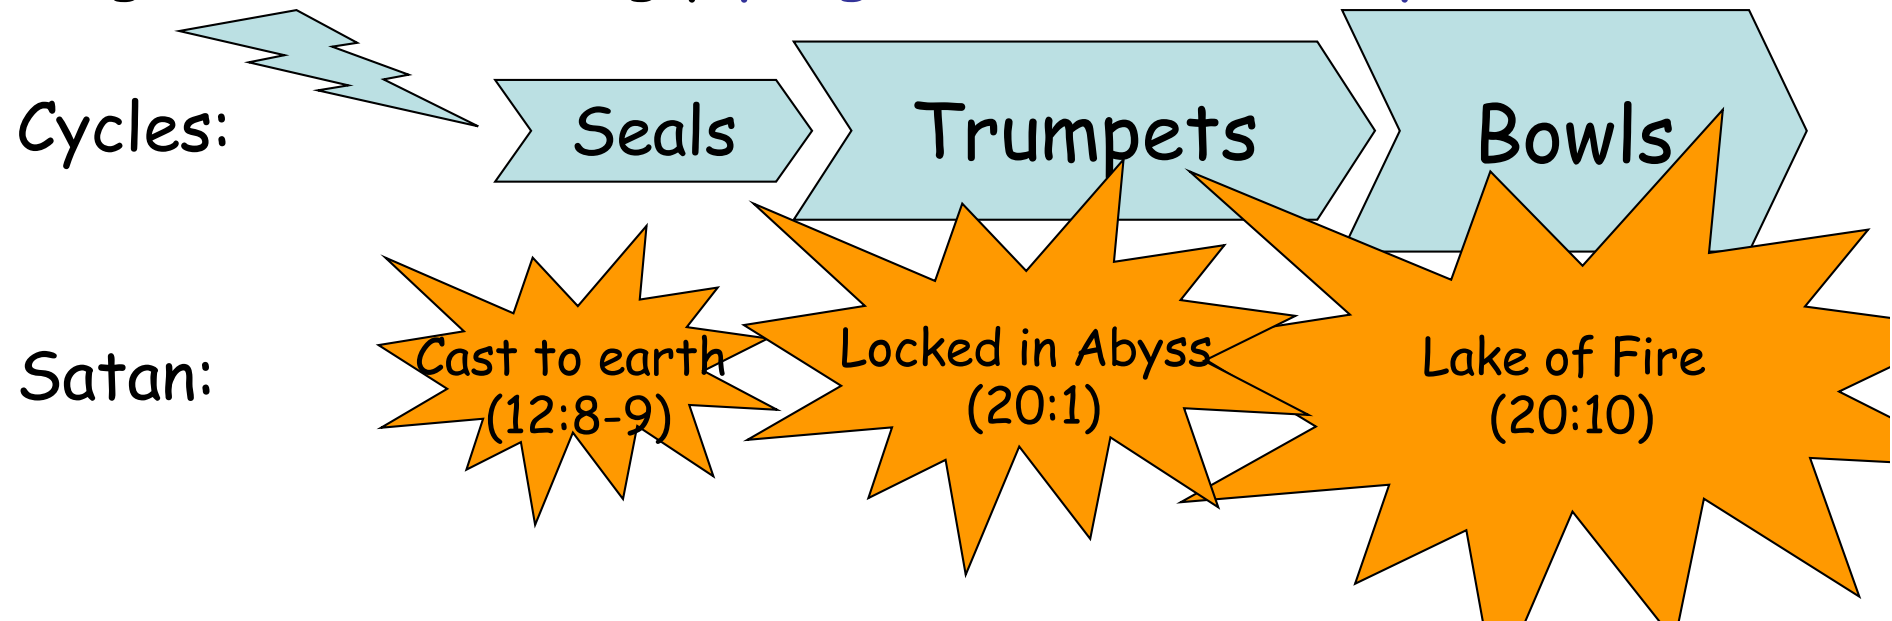 Cycles:
Seals
Trumpets
Bowls
Satan:
Cast to earth
(12:8-9)
Locked in Abyss
(20:1)
Lake of Fire
(20:10)